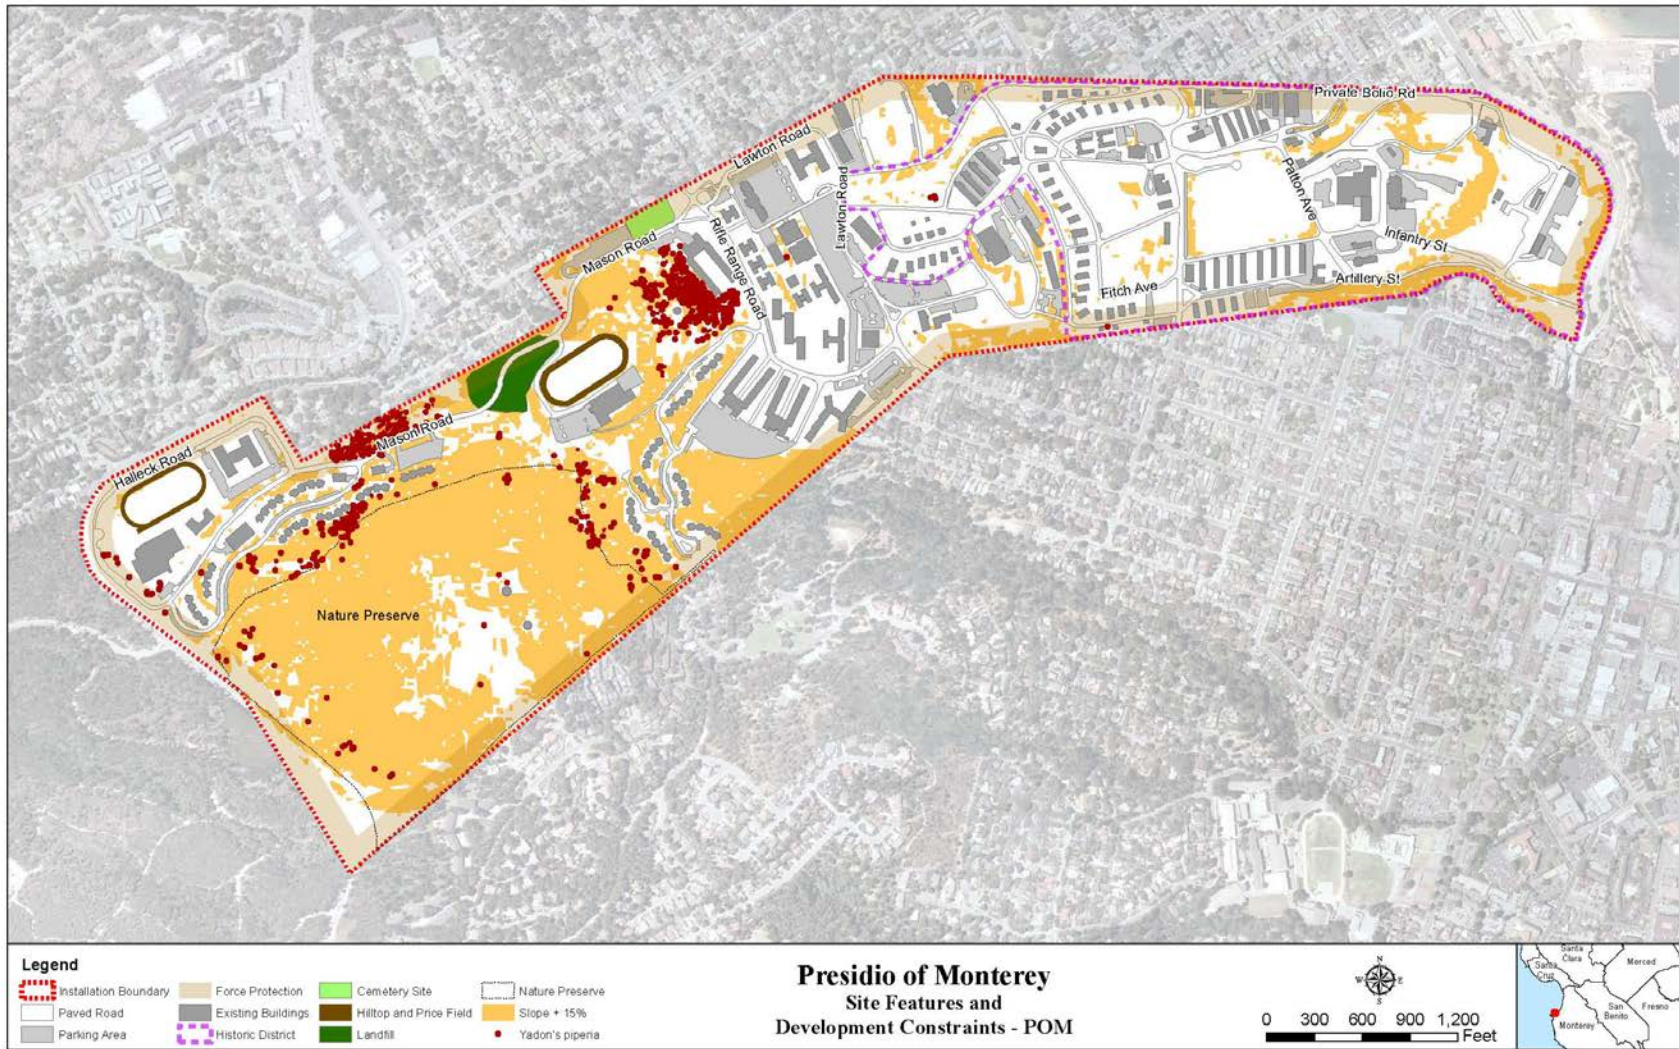 Private Bolio Rd
Lawton Road
Lawton Road
Patton Ave
Mason Road
Rifle Range Road
Infantry St
Artillery St
Fitch Ave
Mason Road
Halleck Road
Nature Preserve
Legend
Installation Boundary
Force Protection
Cemetery Site
Nature Preserve
Paved Road
Existing Buildings
Hilltop and Price Field
Slope + 15%
Parking Area
Historic District
Landfill
Yadon's piperia
Presidio of Monterey
Site Features and
Development Constraints - POM
N
W
E
S
0 300 600 900 1,200
Feet
Santa
Clara
Santa
Cruz
Merced
San
Benito
Fresno
Monterey